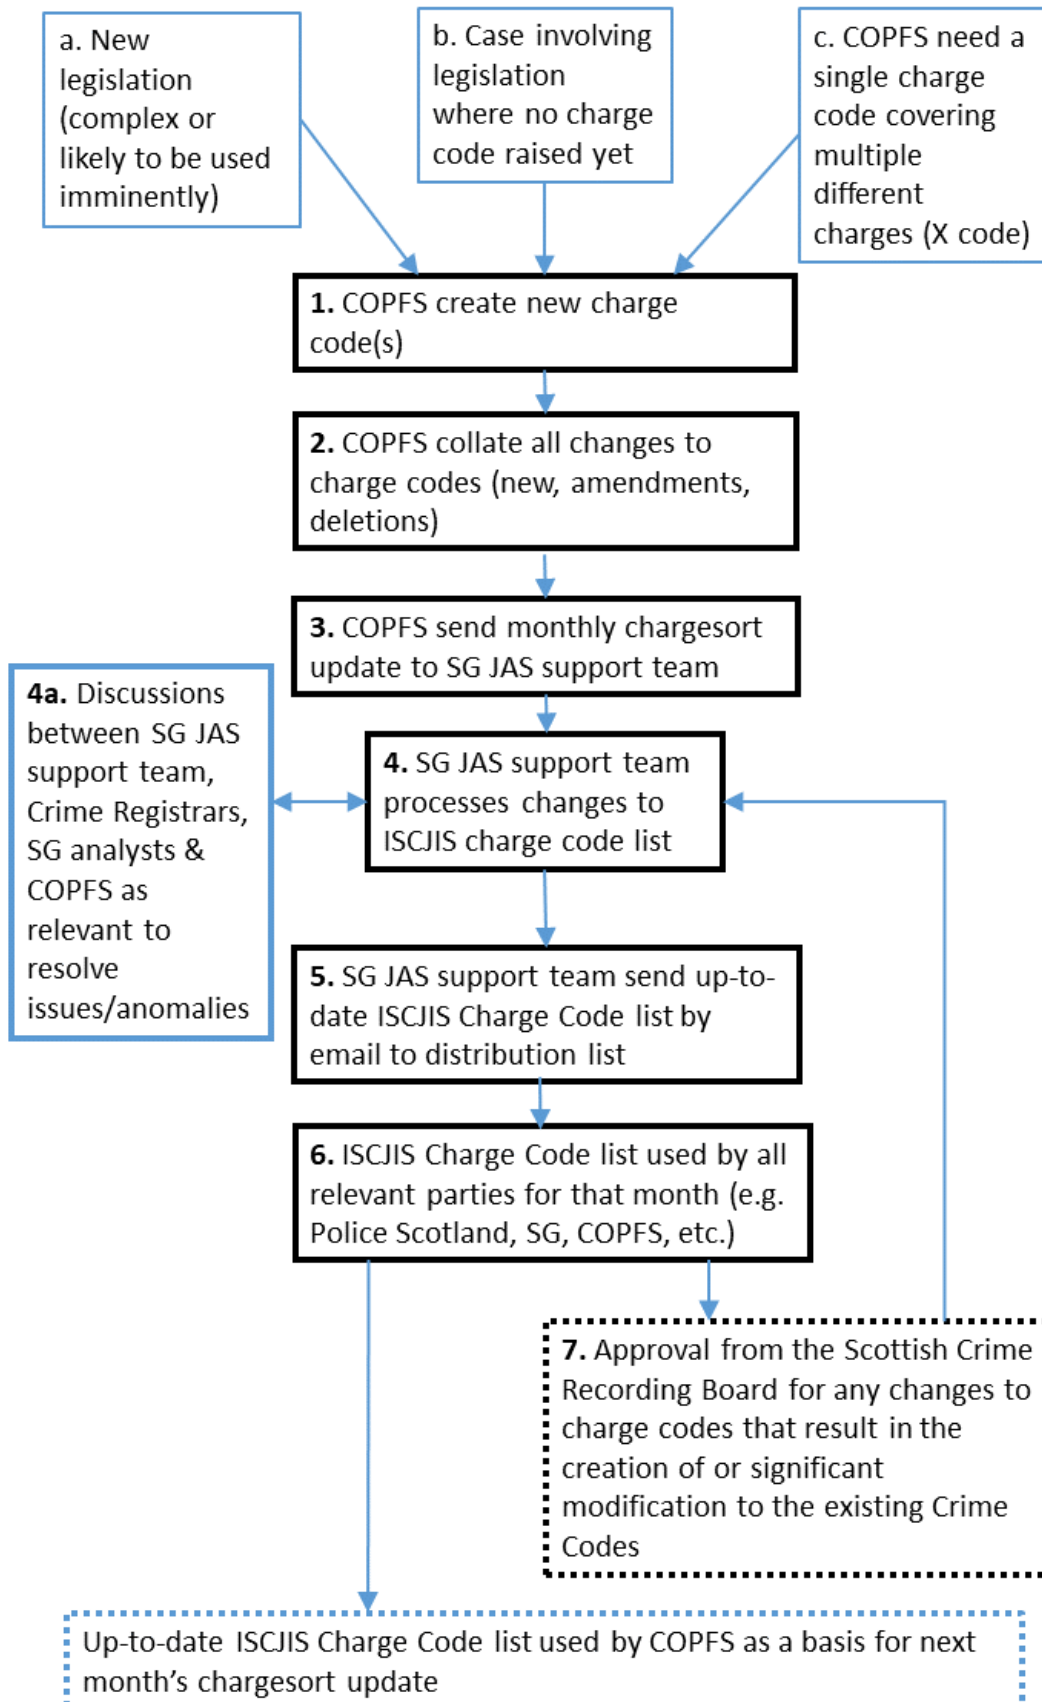 a. New
legislation
(complex or
likely to be used
imminently)
b. Case involving
legislation
where no charge
code raised yet
c. COPFS need a
single charge
code covering
multiple
different
charges (X code)
1. COPFS create new charge
code(s)
2. COPFS collate all changes to
charge codes (new, amendments,
deletions)
3. COPFS send monthly chargesort
update to SG JAS support team
4a. Discussions
between SG JAS
support team,
Crime Registrars,
SG analysts &
COPFS as
relevant to
resolve
issues/anomalies
4. SG JAS support team
processes changes to
ISCJIS charge code list
5. SG JAS support team send up-to-
date ISCJIS Charge Code list by
email to distribution list
6. ISCJIS Charge Code list used by all
relevant parties for that month (e.g.
Police Scotland, SG, COPFS, etc.)
7. Approval from the Scottish Crime
Recording Board for any changes to
charge codes that result in the
creation of or significant
modification to the existing Crime
Codes
Up-to-date ISCJIS Charge Code list used by COPFS as a basis for next
month's chargesort update